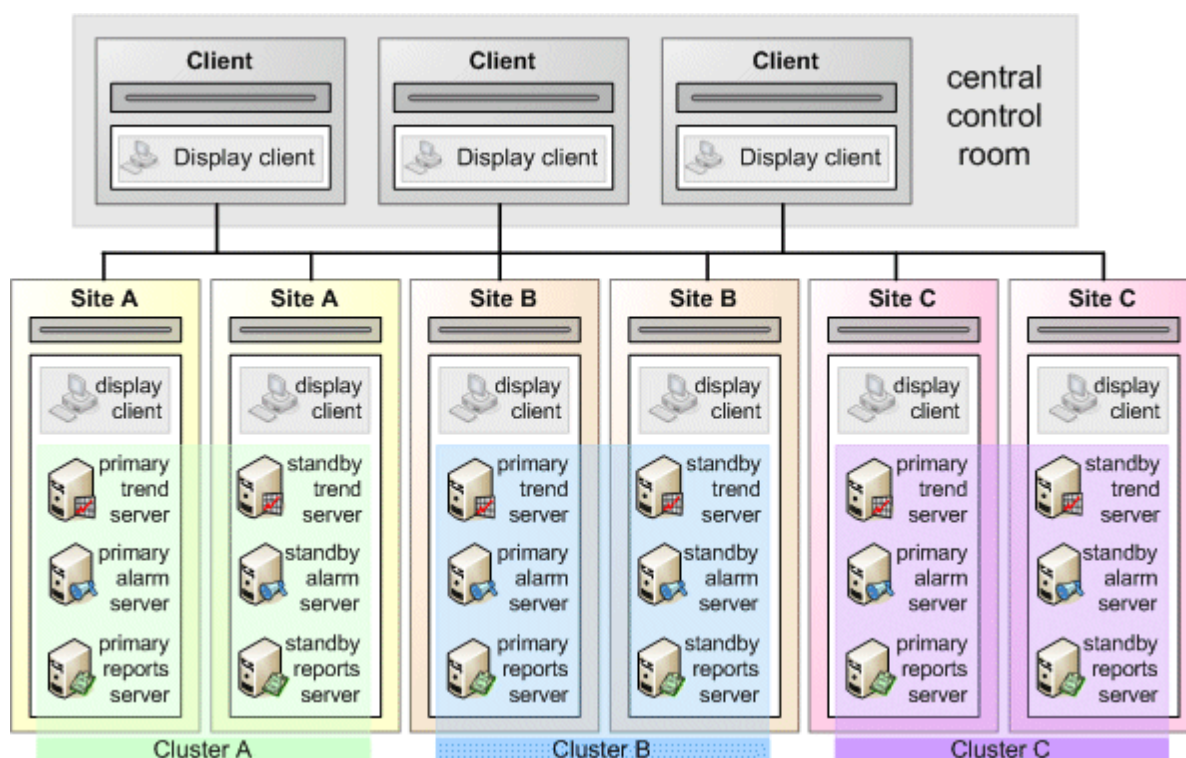 Client
Display client
Client
Display client
Client
Display client
central
control
room
Site A
display
client
primary
trend
server
primary
alarm
server
primary
reports
server
Site A
display
client
standby
trend
server
standby
alarm
server
standby
reports
server
Cluster A
Site B
display
client
primary
trend
server
primary
alarm
server
primary
reports
server
Site B
display
client
standby
trend
server
standby
alarm
server
standby
reports
server
Cluster B
Site C
display
client
primary
trend
server
primary
alarm
server
primary
reports
server
Site C
display
client
standby
trend
server
standby
alarm
server
standby
reports
server
Cluster C